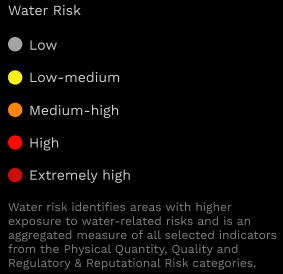 Water Risk
Low
Low-medium
Medium-high
High
Extremely high
Water risk identifies areas with higher
exposure to water-related risks and is an
aggregated measure of all selected indicators
from the Physical Quantity, Quality and
Regulatory & Reputational Risk categories.